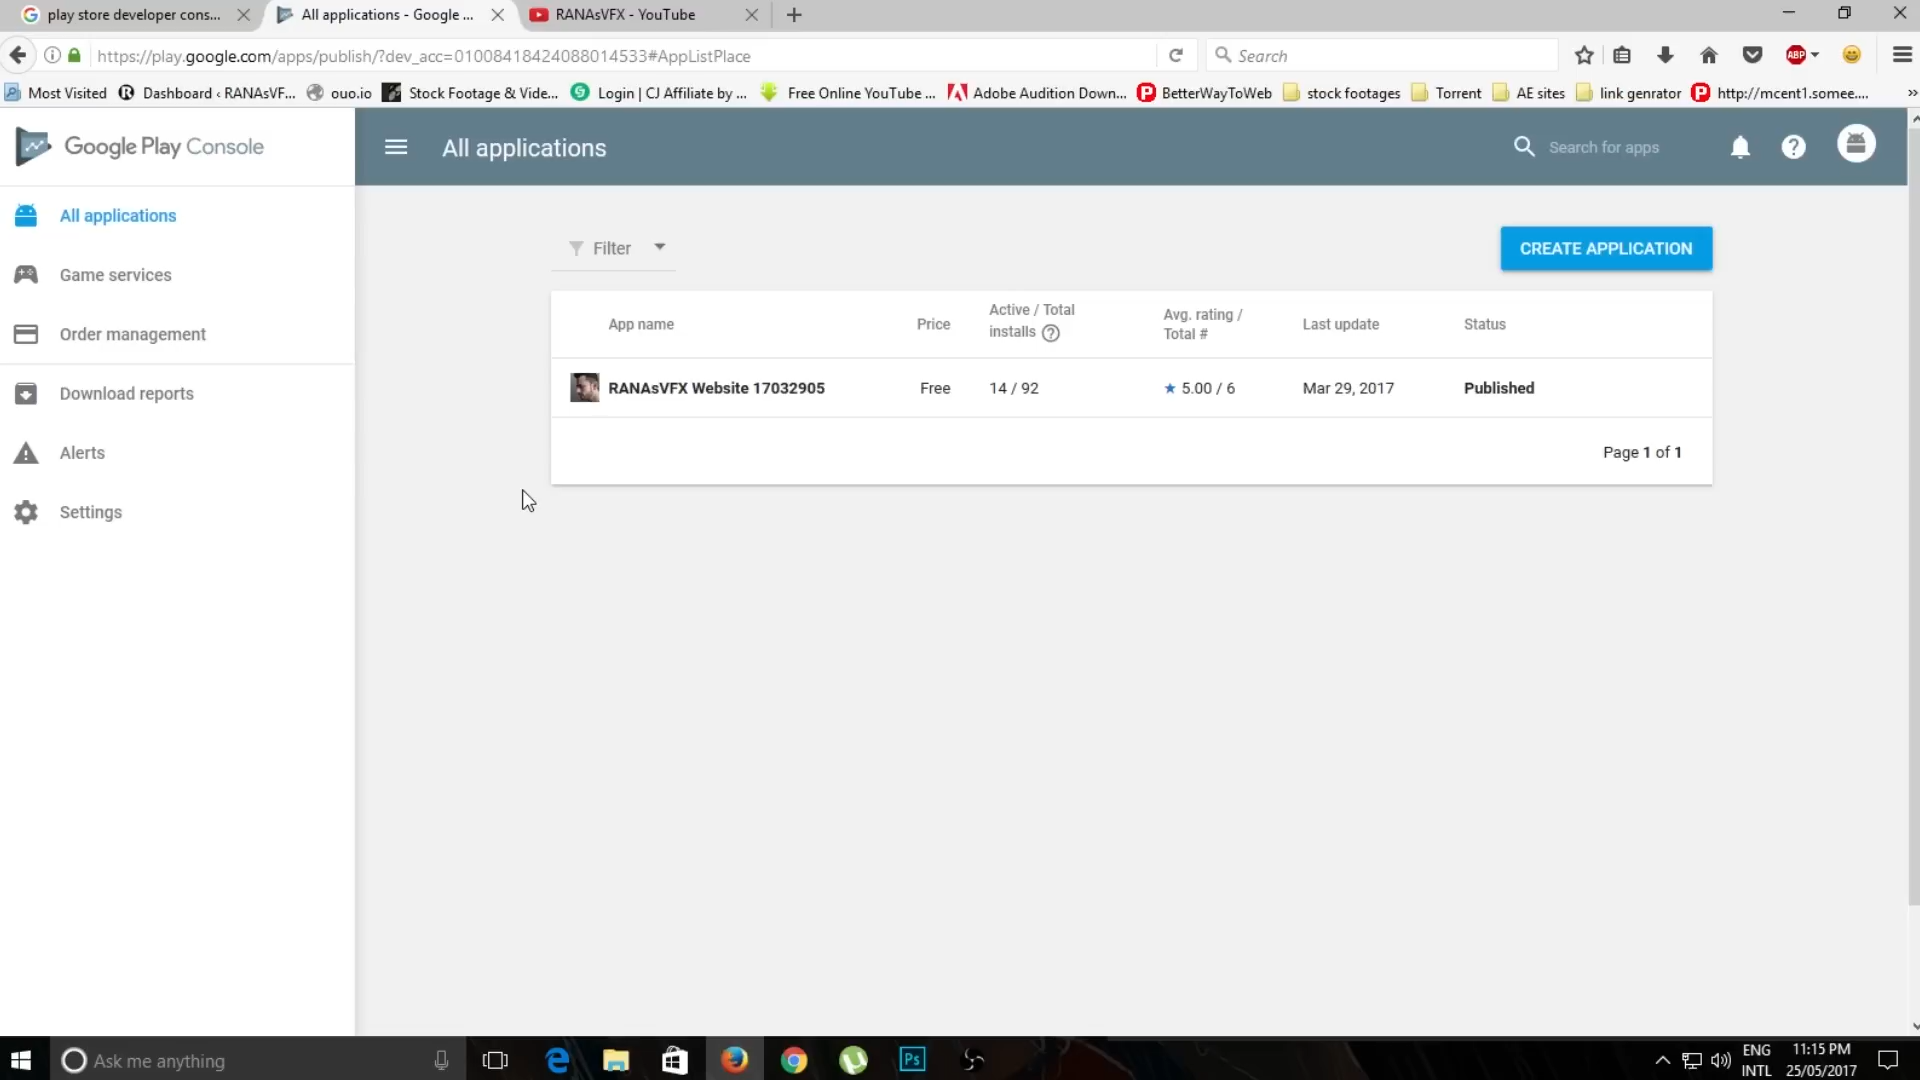 play store developer cons...
All applications - Google ...
RANAsVFX - YouTube
https://play.google.com/apps/publish/?dev_acc=01008418424088014533#AppListPlace
Search
ABP
Most Visited
Dashboard ‹ RANAsVF...
ouo.io
Stock Footage & Vide...
Login | CJ Affiliate by ...
Free Online YouTube ...
Adobe Audition Down...
BetterWayToWeb
stock footages
Torrent
AE sites
link genrator
http://mcent1.somee....
Google Play Console
All applications
Search for apps
All applications
Game services
Order management
Download reports
Alerts
Settings
Filter
CREATE APPLICATION
App name
Price
Active / Total
installs
Avg. rating /
Total #
Last update
Status
RANAsVFX Website 17032905
Free
14 / 92
5.00 / 6
Mar 29, 2017
Published
Page 1 of 1
Ask me anything
Ps
ENG
INTL
11:15 PM
25/05/2017